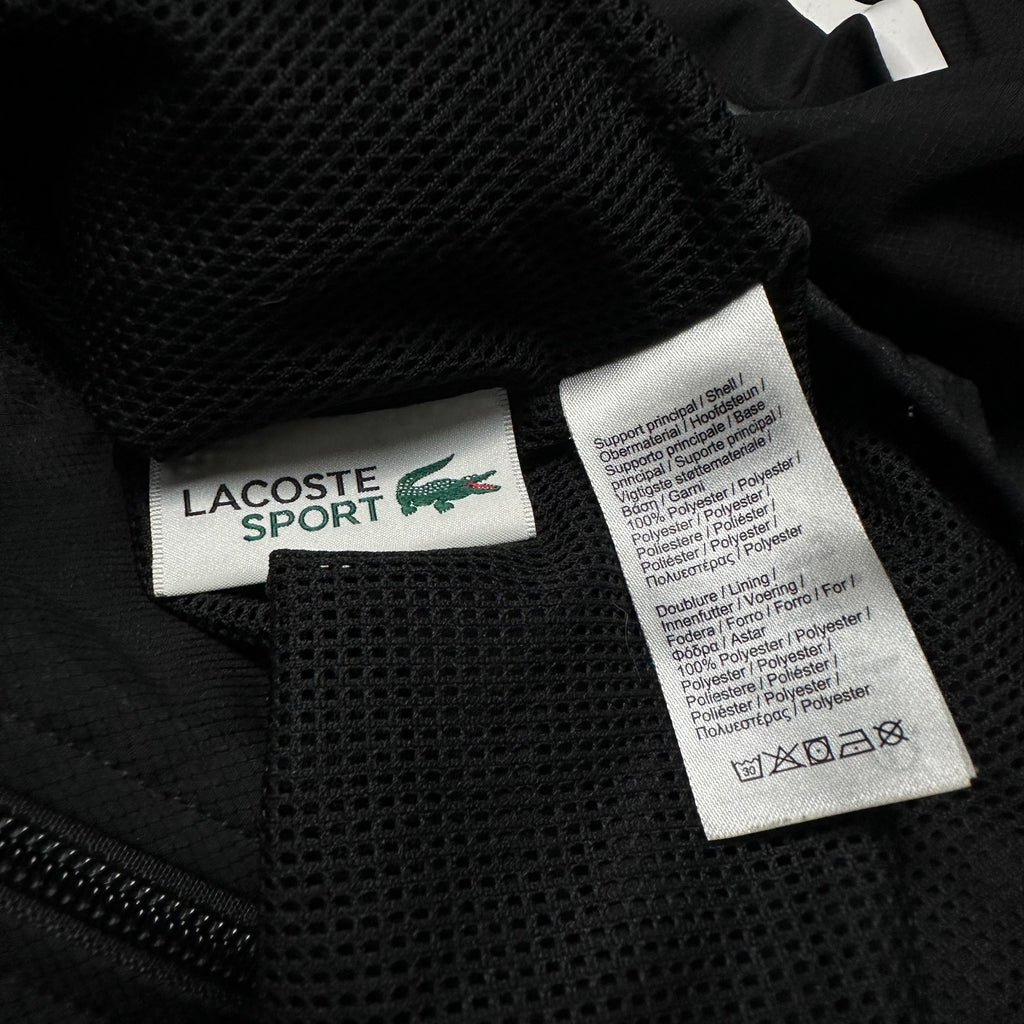 LACOSTE
SPORT
Support principal / Shell /
Obermaterial / Hoofdsteun /
Supporto principale / Base
principal / Suporte principal /
Vigtigste støttemateriale /
Βάση / Garni
100% Polyester / Polyester /
Polyester / Polyester /
Poliestere / Poliéster /
Poliéster / Polyester /
Πολυεστέρας / Polyester
Doublure / Lining /
Innenfutter / Voering /
Fodera / Forro / Forro / For /
Φόδρα / Astar
100% Polyester / Polyester /
Polyester / Polyester /
Poliestere / Poliéster /
Poliéster / Polyester /
Πολυεστέρας / Polyester
30